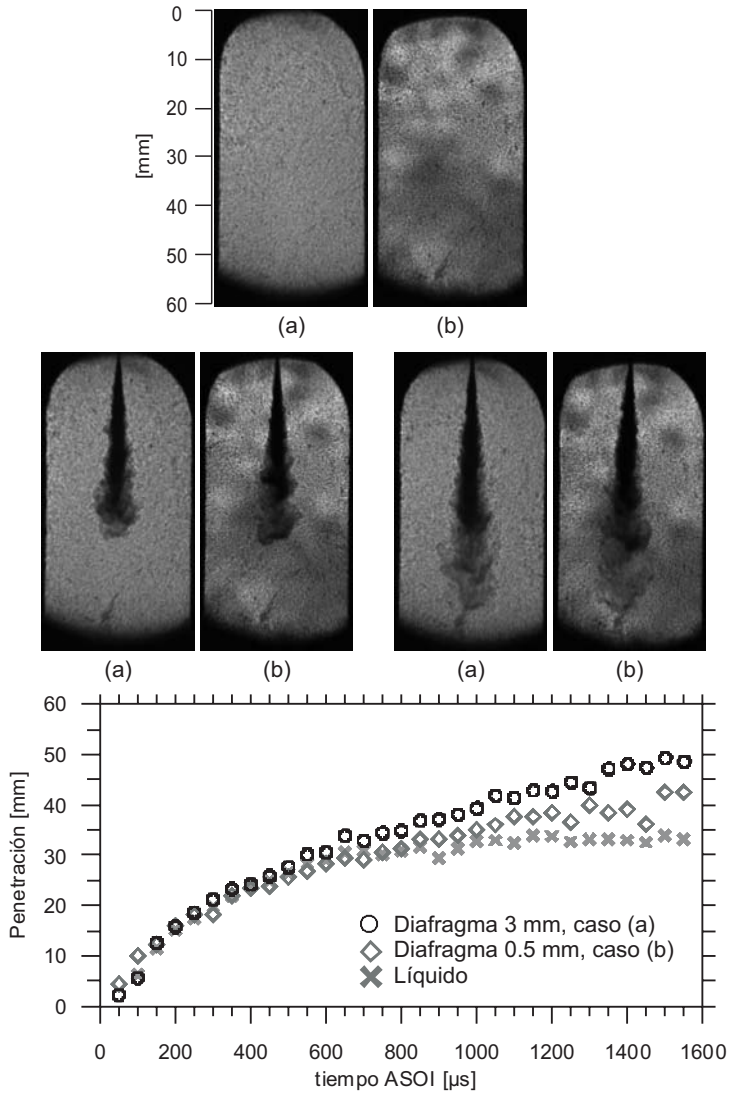 0
10
20
30
40
50
60
[mm]
(a)
(b)
(a)
(b)
(a)
(b)
60
50
40
30
20
10
0
Penetración [mm]
Diafragma 3 mm, caso (a)
Diafragma 0.5 mm, caso (b)
Líquido
0 200 400 600 800 1000 1200 1400 1600
tiempo ASOI [µs]